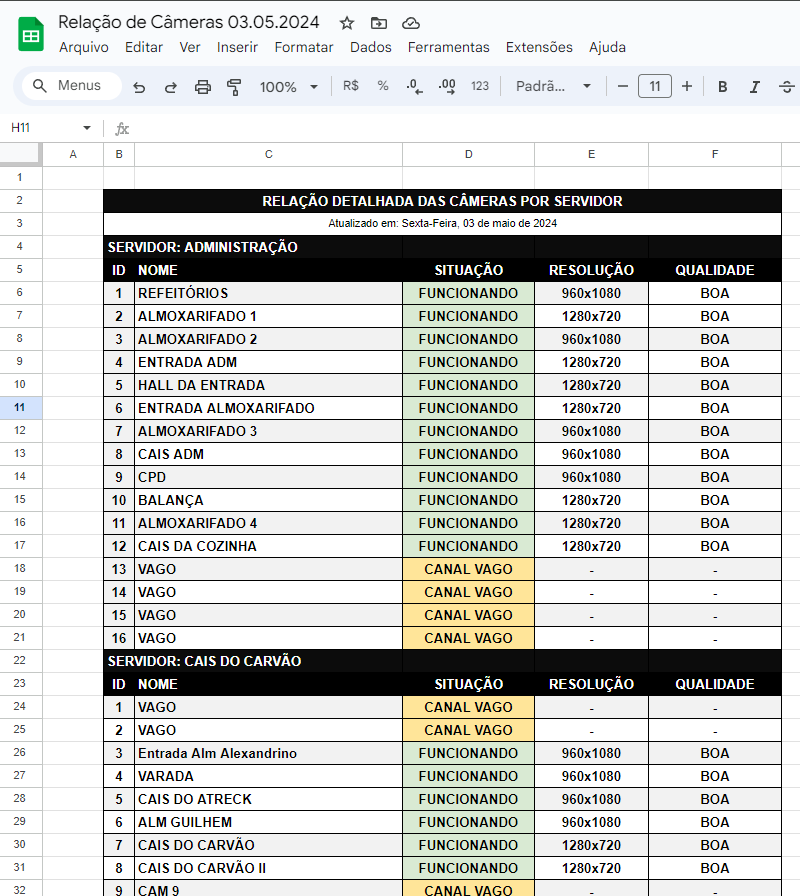 Relação de Câmeras 03.05.2024
Arquivo Editar Ver Inserir Formatar Dados Ferramentas Extensões Ajuda
Menus 100% R$ % .0 .00 123 Padrã... 11 B I S
H11 fx
A B C D E F
1
2 RELAÇÃO DETALHADA DAS CÂMERAS POR SERVIDOR
3 Atualizado em: Sexta-Feira, 03 de maio de 2024
4 SERVIDOR: ADMINISTRAÇÃO
5 ID NOME SITUAÇÃO RESOLUÇÃO QUALIDADE
6 1 REFEITÓRIOS FUNCIONANDO 960x1080 BOA
7 2 ALMOXARIFADO 1 FUNCIONANDO 1280x720 BOA
8 3 ALMOXARIFADO 2 FUNCIONANDO 960x1080 BOA
9 4 ENTRADA ADM FUNCIONANDO 1280x720 BOA
10 5 HALL DA ENTRADA FUNCIONANDO 1280x720 BOA
11 6 ENTRADA ALMOXARIFADO FUNCIONANDO 1280x720 BOA
12 7 ALMOXARIFADO 3 FUNCIONANDO 960x1080 BOA
13 8 CAIS ADM FUNCIONANDO 960x1080 BOA
14 9 CPD FUNCIONANDO 960x1080 BOA
15 10 BALANÇA FUNCIONANDO 1280x720 BOA
16 11 ALMOXARIFADO 4 FUNCIONANDO 1280x720 BOA
17 12 CAIS DA COZINHA FUNCIONANDO 1280x720 BOA
18 13 VAGO CANAL VAGO - -
19 14 VAGO CANAL VAGO - -
20 15 VAGO CANAL VAGO - -
21 16 VAGO CANAL VAGO - -
22 SERVIDOR: CAIS DO CARVÃO
23 ID NOME SITUAÇÃO RESOLUÇÃO QUALIDADE
24 1 VAGO CANAL VAGO - -
25 2 VAGO CANAL VAGO - -
26 3 Entrada Alm Alexandrino FUNCIONANDO 960x1080 BOA
27 4 VARADA FUNCIONANDO 960x1080 BOA
28 5 CAIS DO ATRECK FUNCIONANDO 960x1080 BOA
29 6 ALM GUILHEM FUNCIONANDO 960x1080 BOA
30 7 CAIS DO CARVÃO FUNCIONANDO 1280x720 BOA
31 8 CAIS DO CARVÃO II FUNCIONANDO 1280x720 BOA
32 9 CAM 9 CANAL VAGO - -